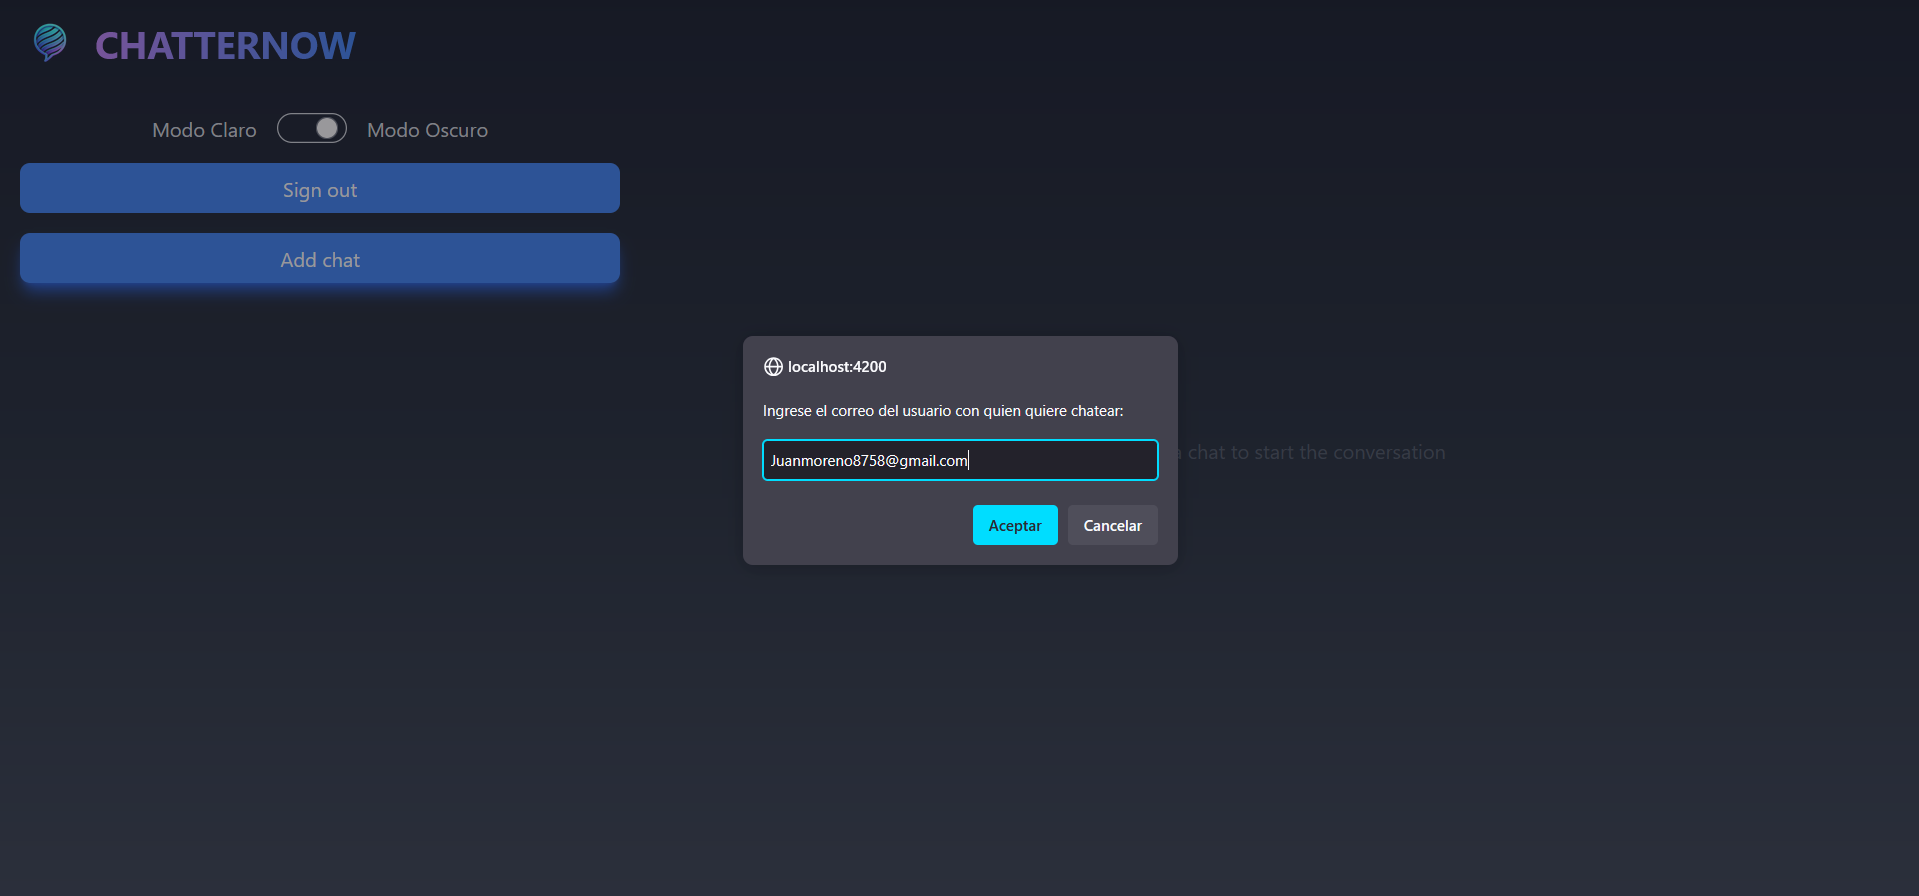 CHATTERNOW
Modo Claro Modo Oscuro
Sign out
Add chat
localhost:4200
Ingrese el correo del usuario con quien quiere chatear:
Juanmoreno8758@gmail.com
chat to start the conversation
Aceptar Cancelar